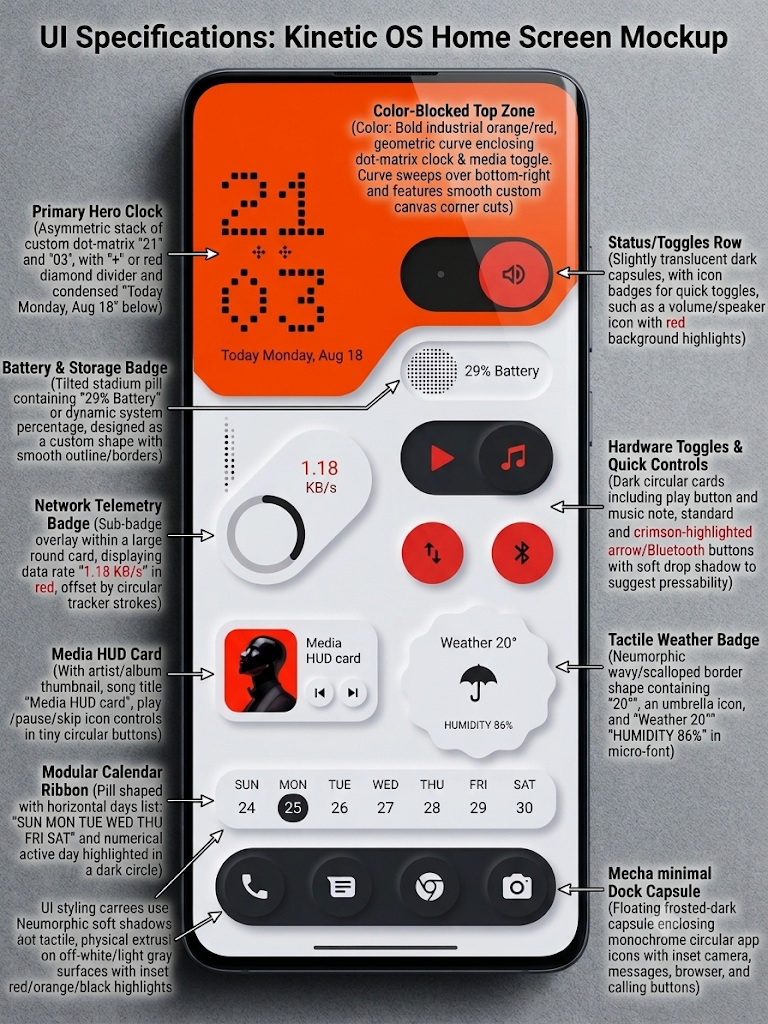 UI Specifications: Kinetic OS Home Screen Mockup
Color-Blocked Top Zone
(Color: Bold industrial orange/red,
geometric curve enclosing
dot-matrix clock & media toggle.
Curve sweeps over bottom-right
and features smooth custom
canvas corner cuts)
21
03
Today Monday, Aug 18
Primary Hero Clock
(Asymmetric stack of
custom dot-matrix "21"
and "03", with "+" or red
diamond divider and
condensed "Today
Monday, Aug 18" below)
Status/Toggles Row
(Slightly translucent dark
capsules, with icon
badges for quick toggles,
such as a volume/speaker
icon with red
background highlights)
Battery & Storage Badge
(Tilted stadium pill
containing "29% Battery"
or dynamic system
percentage, designed as
a custom shape with
smooth outline/borders)
29% Battery
1.18
KB/s
Network Telemetry
Badge (Sub-badge
overlay within a large
round card, displaying
data rate "1.18 KB/s" in
red, offset by circular
tracker strokes)
Hardware Toggles &
Quick Controls
(Dark circular cards
including play button and
music note, standard
and crimson-highlighted
arrow/Bluetooth buttons
with soft drop shadow to
suggest pressability)
Media HUD Card
(With artist/album
thumbnail, song title
"Media HUD card", play
/pause/skip icon controls
in tiny circular buttons)
Media
HUD card
Weather 20°
HUMIDITY 86%
Tactile Weather Badge
(Neumorphic
wavy/scalloped border
shape containing
"20°", an umbrella icon,
and "Weather 20°"
"HUMIDITY 86%" in
micro-font)
Modular Calendar
Ribbon (Pill shaped
with horizontal days list:
"SUN MON TUE WED THU
FRI SAT" and numerical
active day highlighted in
a dark circle)
SUN MON TUE WED THU FRI SAT
24 25 26 27 28 29 30
UI styling carrees use
Neumorphic soft shadows
aot tactile, physical extrusi
on off-white/light gray
surfaces with inset
red/orange/black highlights
Mecha minimal
Dock Capsule
(Floating frosted-dark
capsule enclosing
monochrome circular app
icons with inset camera,
messages, browser, and
calling buttons)